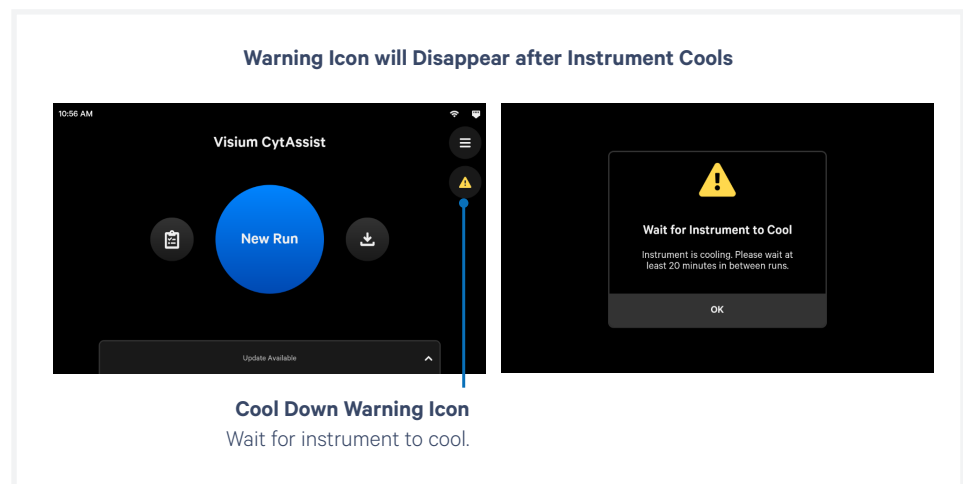 Warning Icon will Disappear after Instrument Cools
10:56 AM
Visium CytAssist
New Run
Update Available
Cool Down Warning Icon
Wait for instrument to cool.
Wait for Instrument to Cool
Instrument is cooling. Please wait at
least 20 minutes in between runs.
OK